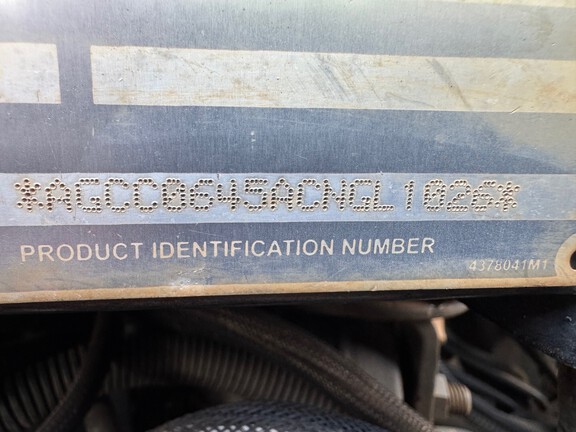 *AGCC0645ACNGL1026*
PRODUCT IDENTIFICATION NUMBER
4378041M1